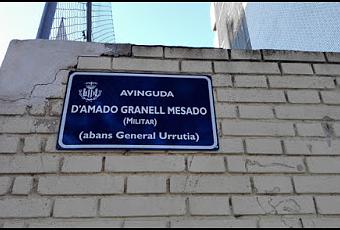 AVINGUDA
D'AMADO GRANELL MESADO
(MILITAR)
(abans General Urrutia)